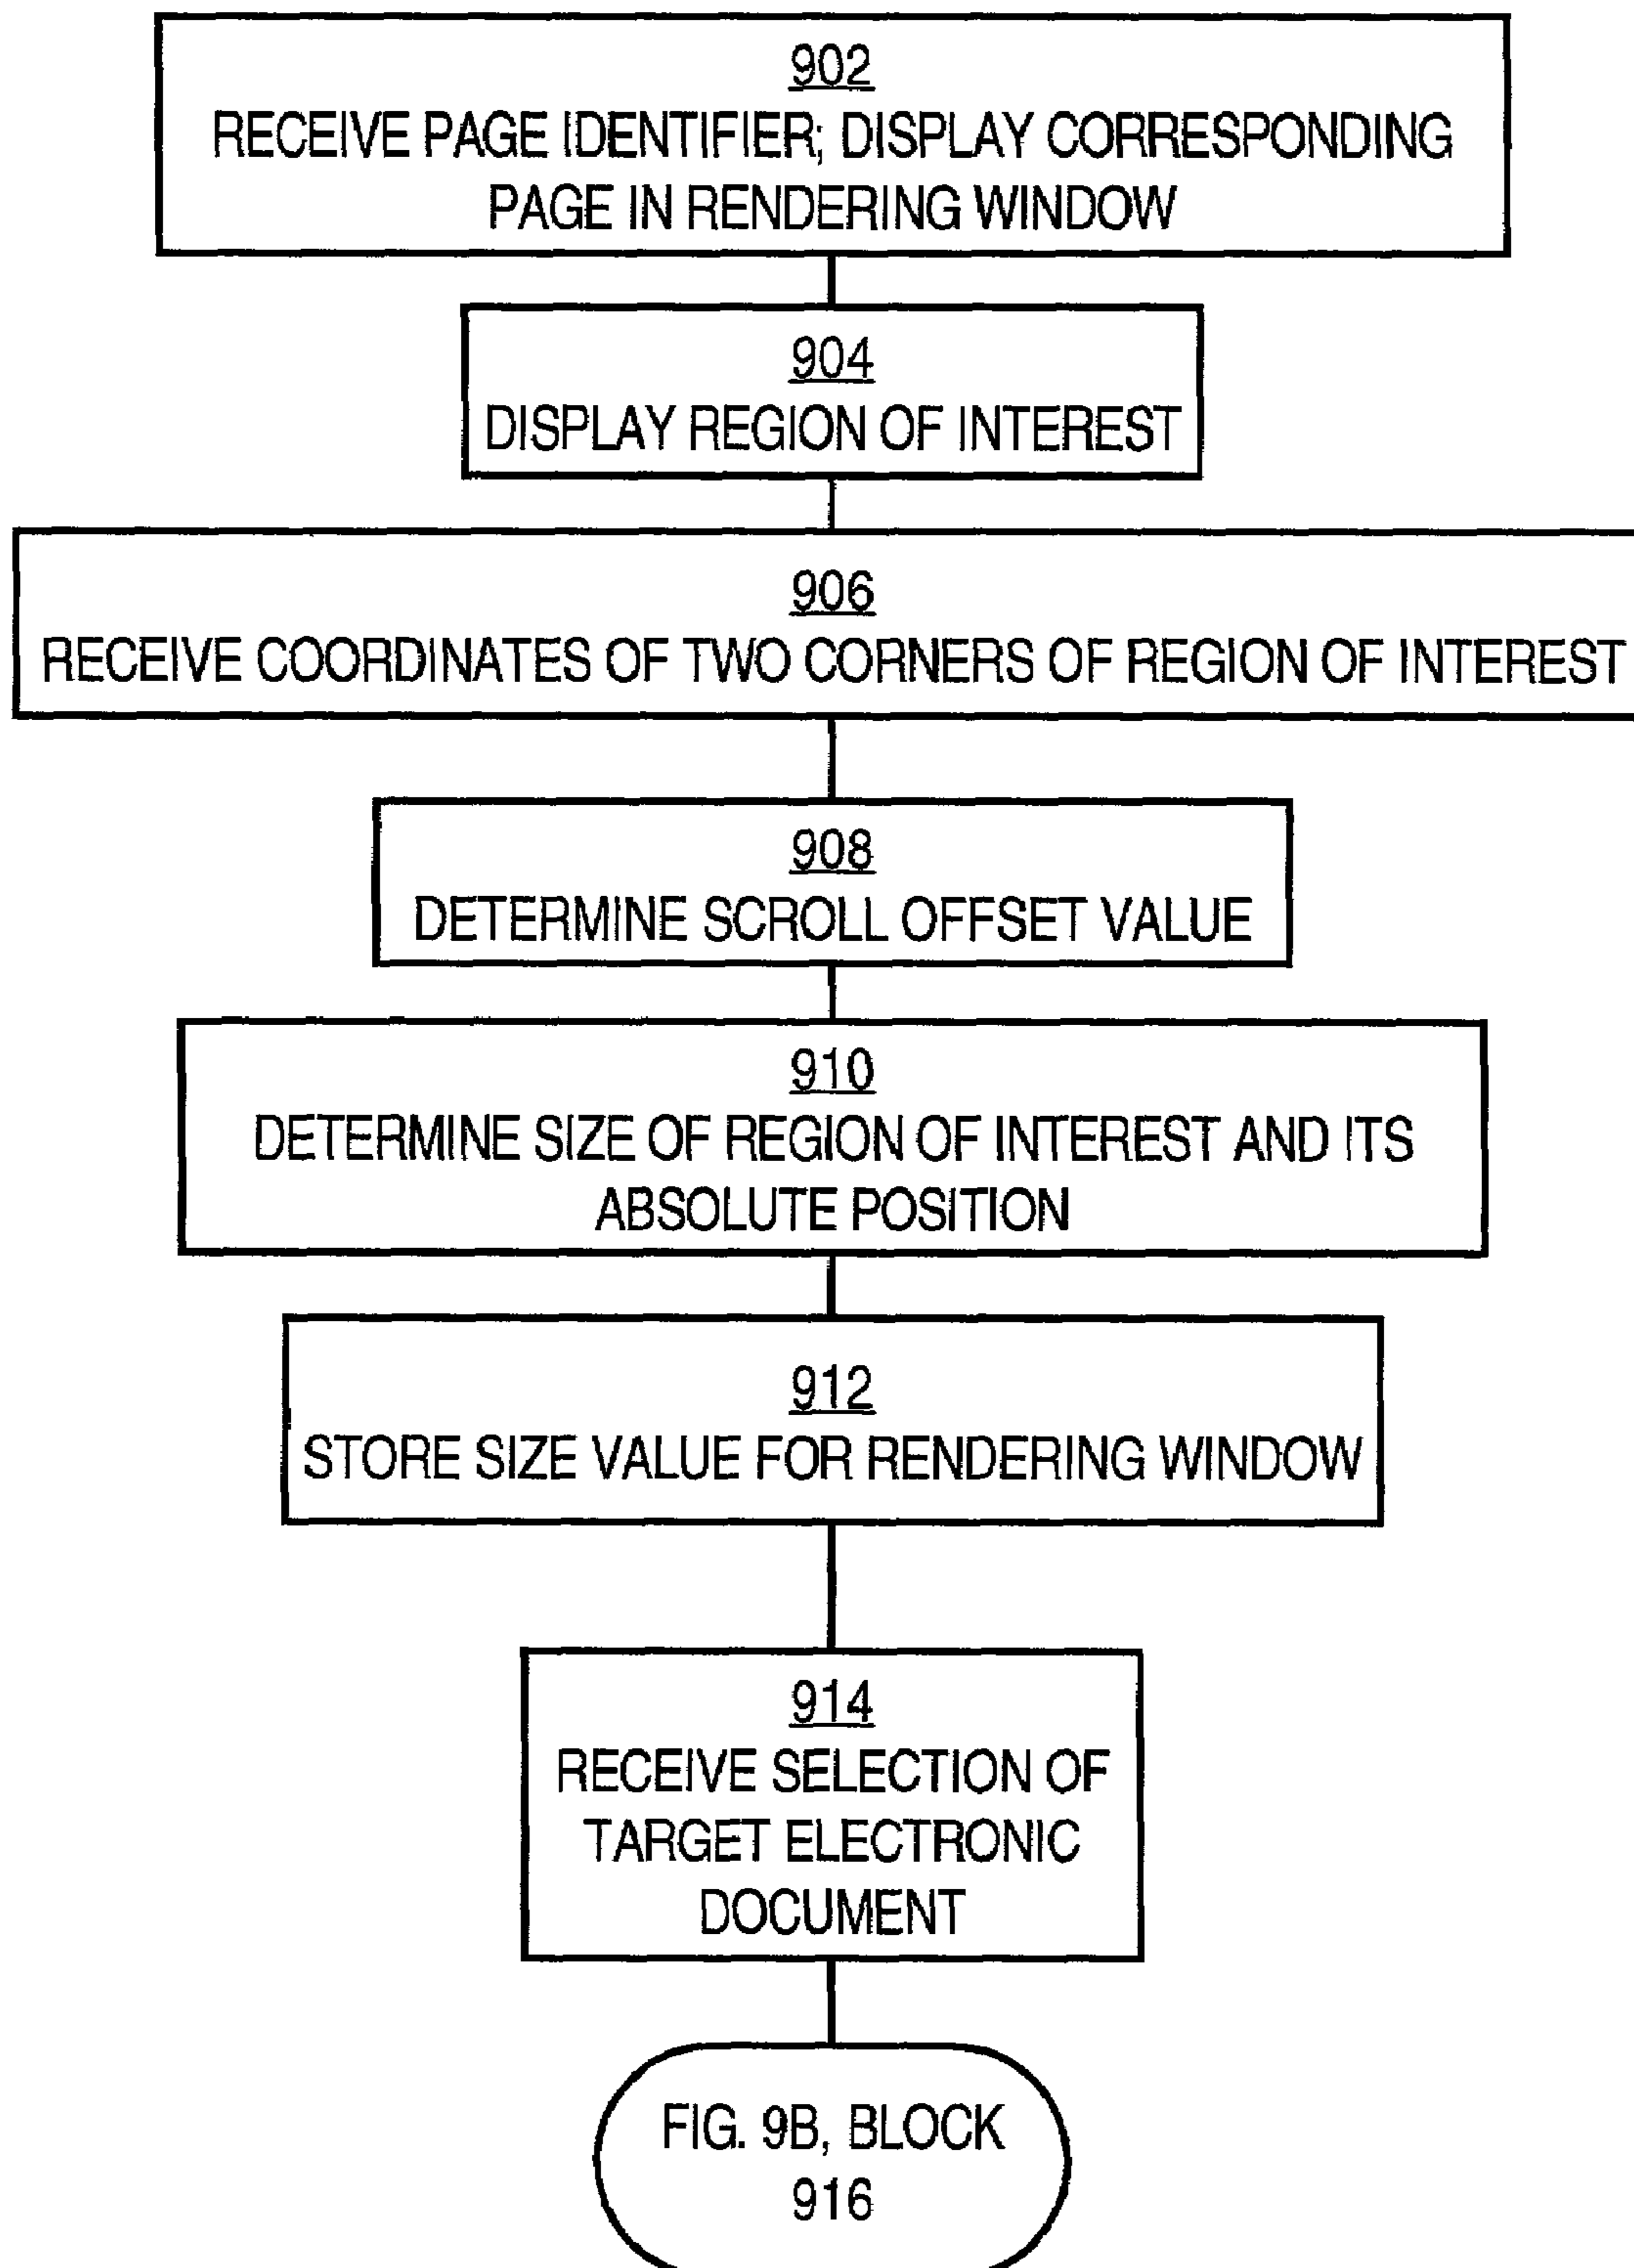 902
RECEIVE PAGE IDENTIFIER; DISPLAY CORRESPONDING
PAGE IN RENDERING WINDOW
904
DISPLAY REGION OF INTEREST
906
RECEIVE COORDINATES OF TWO CORNERS OF REGION OF INTEREST
908
DETERMINE SCROLL OFFSET VALUE
910
DETERMINE SIZE OF REGION OF INTEREST AND ITS
ABSOLUTE POSITION
912
STORE SIZE VALUE FOR RENDERING WINDOW
914
RECEIVE SELECTION OF
TARGET ELECTRONIC
DOCUMENT
FIG. 9B, BLOCK
916